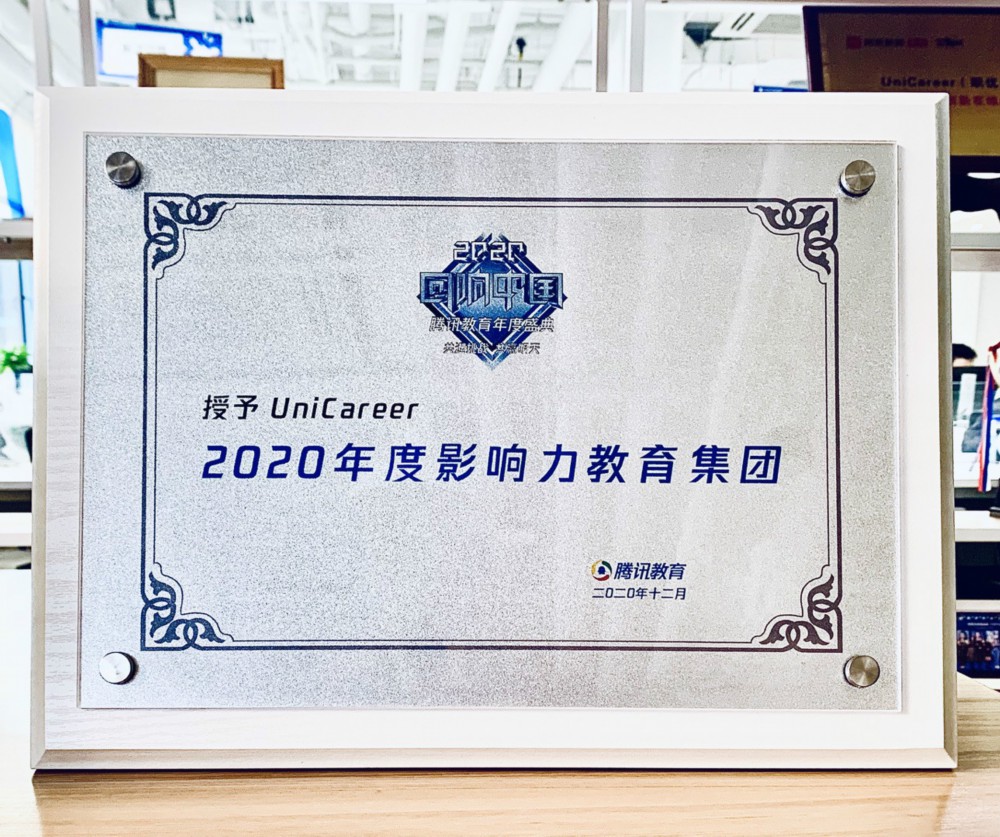 UniCareer
2020
回响中国
腾讯教育年度盛典
授予 UniCareer
2020年度影响力教育集团
腾讯教育
二〇二〇年十二月